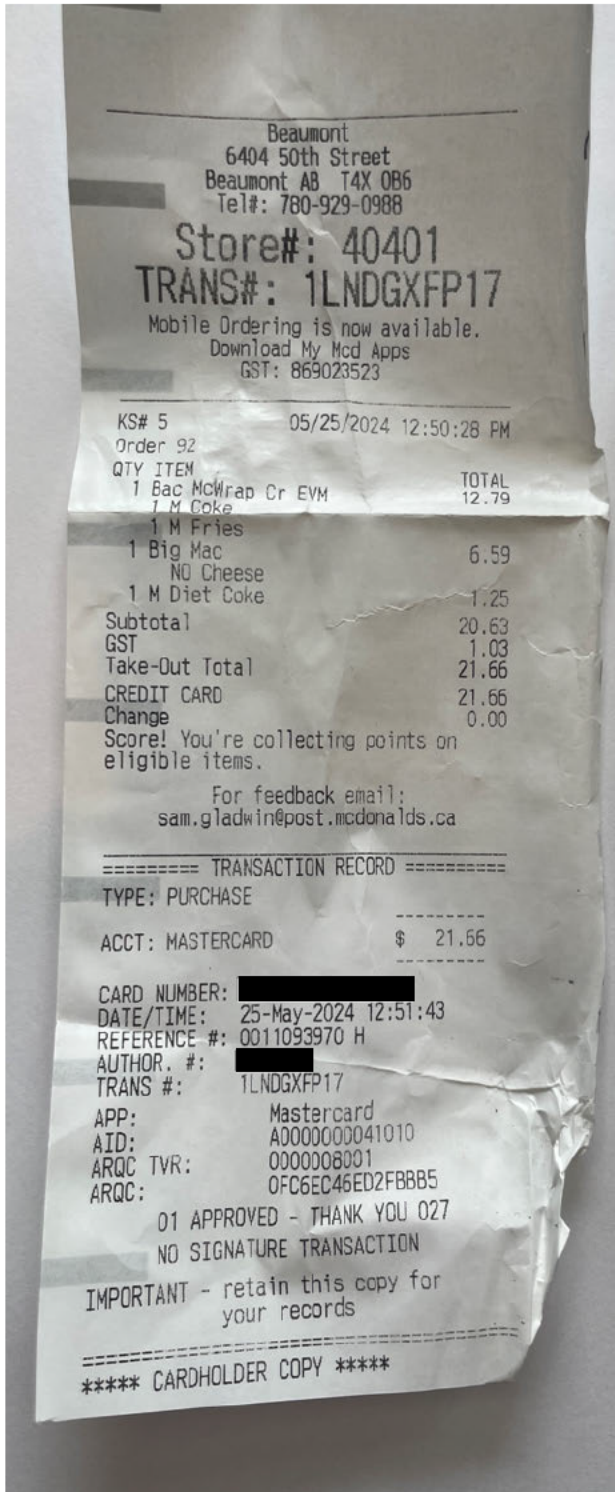 Beaumont
6404 50th Street
Beaumont AB T4X 0B6
Tel#: 780-929-0988
Store#: 40401
TRANS#: 1LNDGXFP17
Mobile Ordering is now available.
Download My Mcd Apps
GST: 869023523
KS# 5 05/25/2024 12:50:28 PM
Order 92
QTY ITEM TOTAL
1 Bac McWrap Cr EVM 12.79
1 M Coke
1 M Fries
1 Big Mac 6.59
NO Cheese
1 M Diet Coke 1.25
Subtotal 20.63
GST 1.03
Take-Out Total 21.66
CREDIT CARD 21.66
Change 0.00
Score! You're collecting points on
eligible items.
For feedback email:
sam.gladwin@post.mcdonalds.ca
========= TRANSACTION RECORD ==========
TYPE: PURCHASE
---------
ACCT: MASTERCARD $ 21.66
---------
CARD NUMBER:
DATE/TIME: 25-May-2024 12:51:43
REFERENCE #: 0011093970 H
AUTHOR. #:
TRANS #: 1LNDGXFP17
APP: Mastercard
AID: A0000000041010
ARQC TVR: 0000008001
ARQC: 0FC6EC46ED2FBBB5
01 APPROVED - THANK YOU 027
NO SIGNATURE TRANSACTION
IMPORTANT - retain this copy for
your records
========================================
***** CARDHOLDER COPY *****